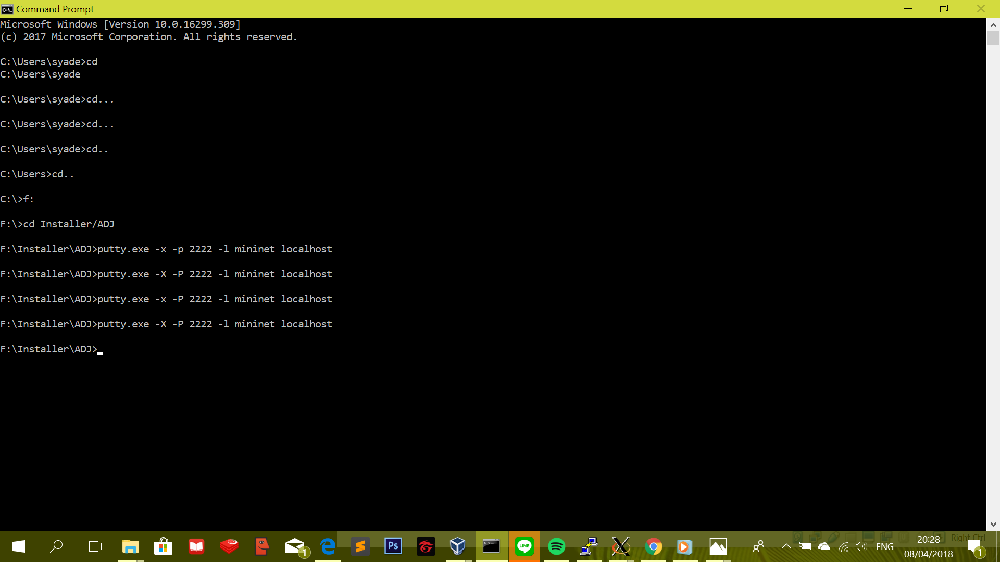 Command Prompt
Microsoft Windows [Version 10.0.16299.309]
(c) 2017 Microsoft Corporation. All rights reserved.
C:\Users\syade>cd
C:\Users\syade
C:\Users\syade>cd...
C:\Users\syade>cd...
C:\Users\syade>cd..
C:\Users>cd..
C:\>f:
F:\>cd Installer/ADJ
F:\Installer\ADJ>putty.exe -x -p 2222 -l mininet localhost
F:\Installer\ADJ>putty.exe -X -P 2222 -l mininet localhost
F:\Installer\ADJ>putty.exe -x -P 2222 -l mininet localhost
F:\Installer\ADJ>putty.exe -X -P 2222 -l mininet localhost
F:\Installer\ADJ>
Right Ctrl
1
Ps
LINE
ENG
20:28
08/04/2018
1